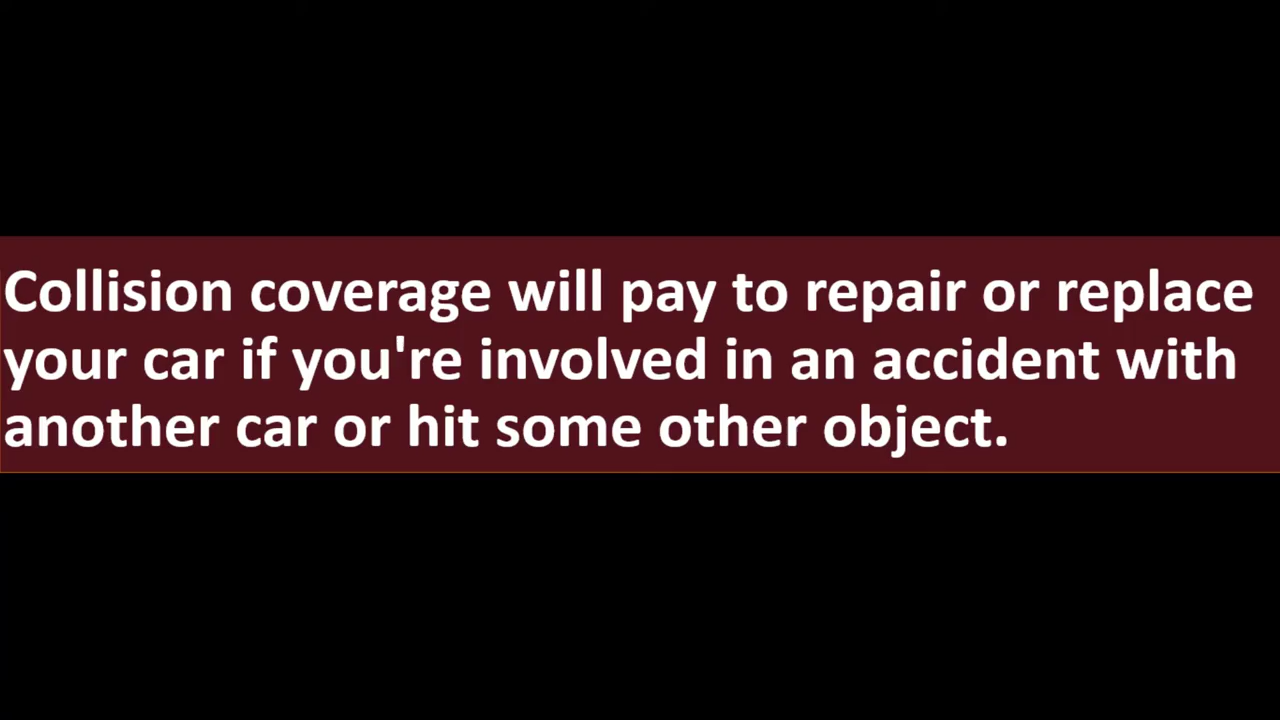 Collision coverage will pay to repair or replace
your car if you're involved in an accident with
another car or hit some other object.